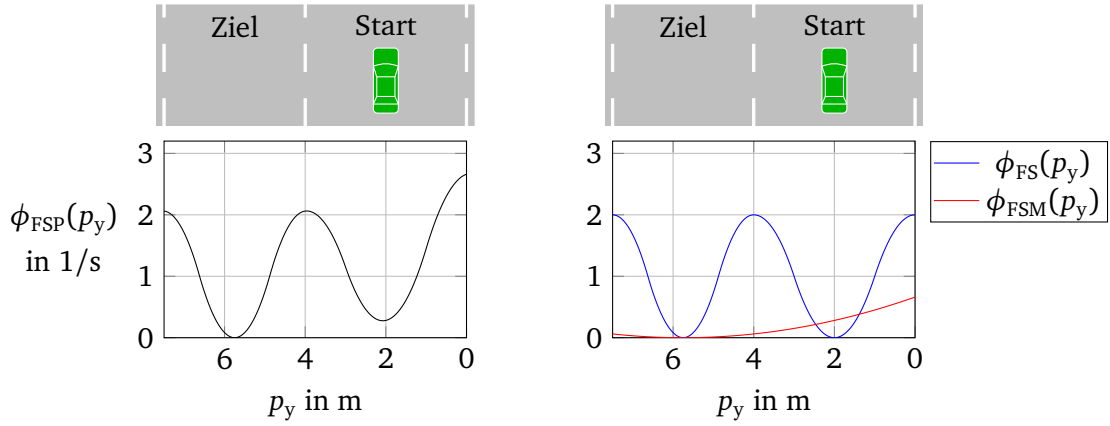 Ziel Start
3
2
1
0
ϕFSP(py)
in 1/s
6 4 2 0
py in m
Ziel Start
3
2
1
0
6 4 2 0
py in m
ϕFS(py)
ϕFSM(py)